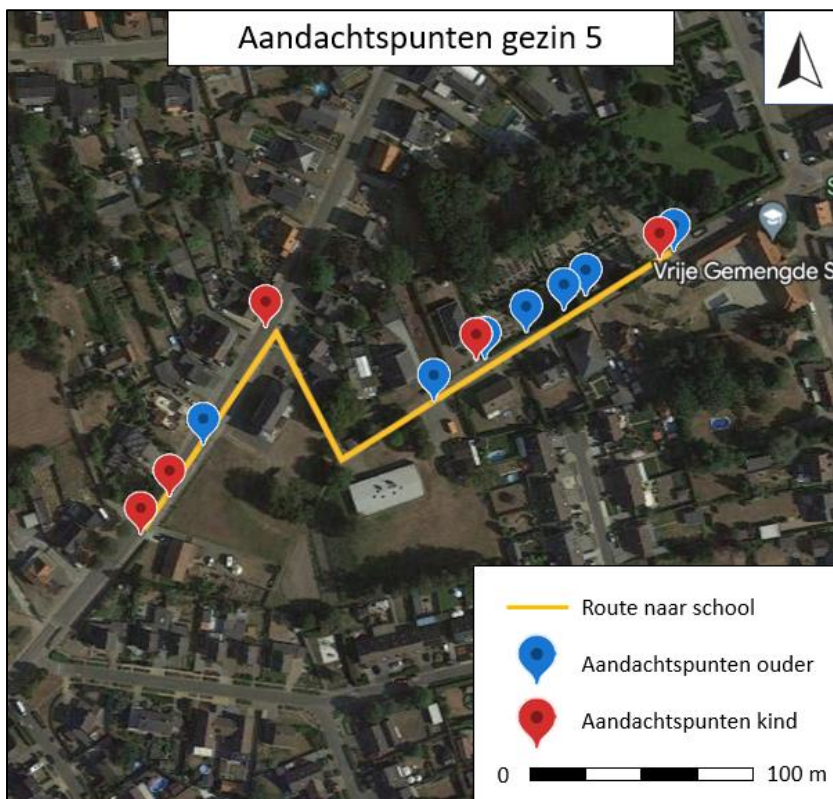 Aandachtspunten gezin 5
S
Vrije Gemengde S
Route naar school
Aandachtspunten ouder
Aandachtspunten kind
0 100 m